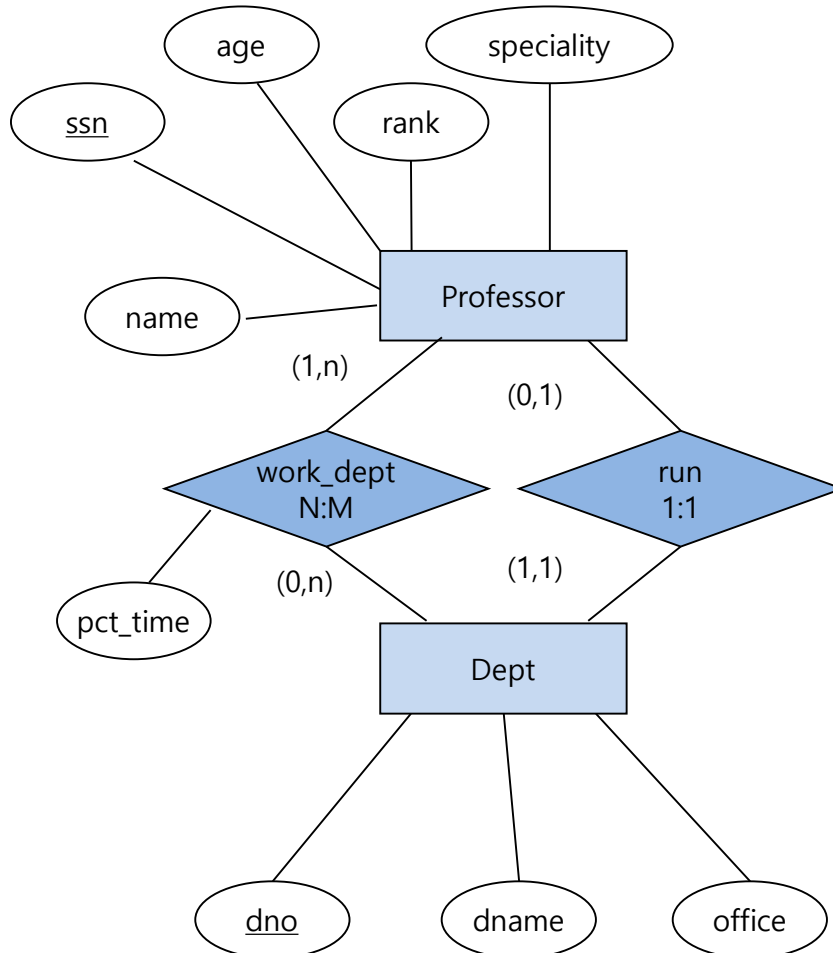 age
speciality
ssn
rank
Professor
name
(1,n)
(0,1)
work_dept
N:M
run
1:1
(0,n)
(1,1)
pct_time
Dept
dno
dname
office